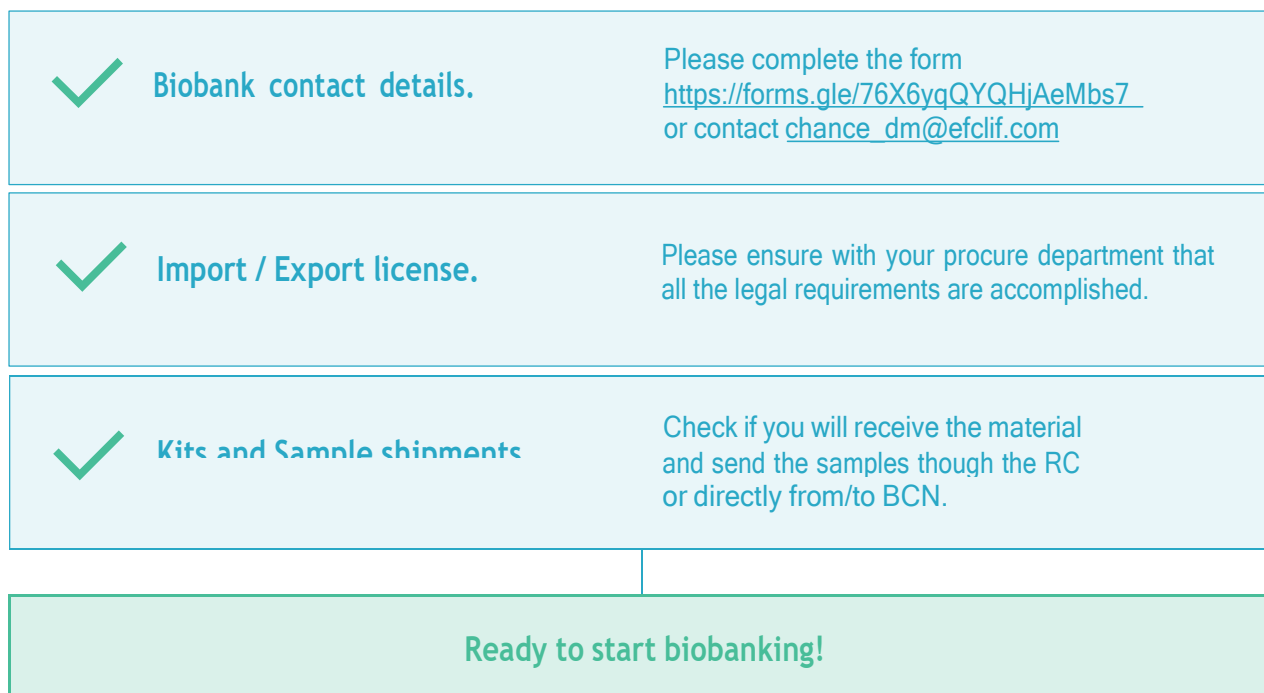 Biobank contact details.
Please complete the form
https://forms.gle/76X6yqQYQHjAeMbs7
or contact chance_dm@efclif.com
Import / Export license.
Please ensure with your procure department that
all the legal requirements are accomplished.
Kits and Sample shipments
Check if you will receive the material
and send the samples though the RC
or directly from/to BCN.
Ready to start biobanking!